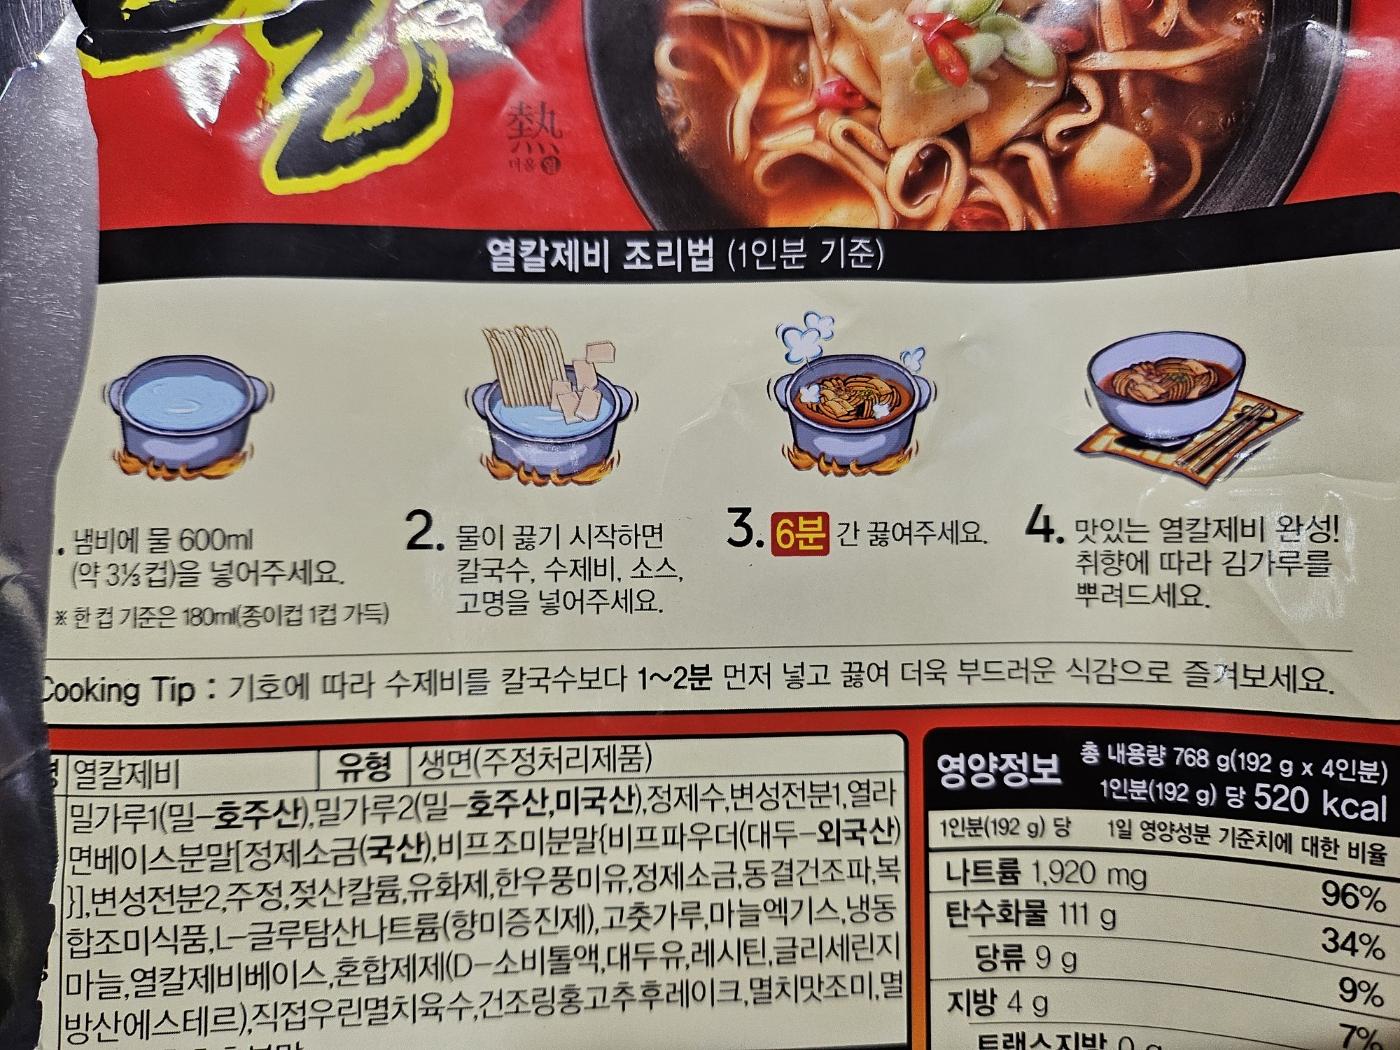 熱
더울 열
열칼제비 조리법 (1인분 기준)
냄비에 물 600ml
(약 3⅓컵)을 넣어주세요.
※ 한 컵 기준은 180ml(종이컵 1컵 가득)
2. 물이 끓기 시작하면
칼국수, 수제비, 소스,
고명을 넣어주세요.
3. 6분 간 끓여주세요.
4. 맛있는 열칼제비 완성!
취향에 따라 김가루를
뿌려드세요.
Cooking Tip : 기호에 따라 수제비를 칼국수보다 1~2분 먼저 넣고 끓여 더욱 부드러운 식감으로 즐겨보세요.
열칼제비 유형 생면(주정처리제품)
밀가루1(밀-호주산),밀가루2(밀-호주산,미국산),정제수,변성전분1,열라
면베이스분말[정제소금(국산),비프조미분말{비프파우더(대두-외국산)
}],변성전분2,주정,젖산칼륨,유화제,한우풍미유,정제소금,동결건조파,복
합조미식품,L-글루탐산나트륨(향미증진제),고춧가루,마늘엑기스,냉동
마늘,열칼제비베이스,혼합제제(D-소비톨액,대두유,레시틴,글리세린지
방산에스테르),직접우린멸치육수,건조링홍고추후레이크,멸치맛조미,멸
영양정보 총 내용량 768 g(192 g x 4인분)
1인분(192 g) 당 520 kcal
1인분(192 g) 당 1일 영양성분 기준치에 대한 비율
나트륨 1,920 mg 96%
탄수화물 111 g 34%
당류 9 g 9%
지방 4 g 7%
트랜스지방 0 g